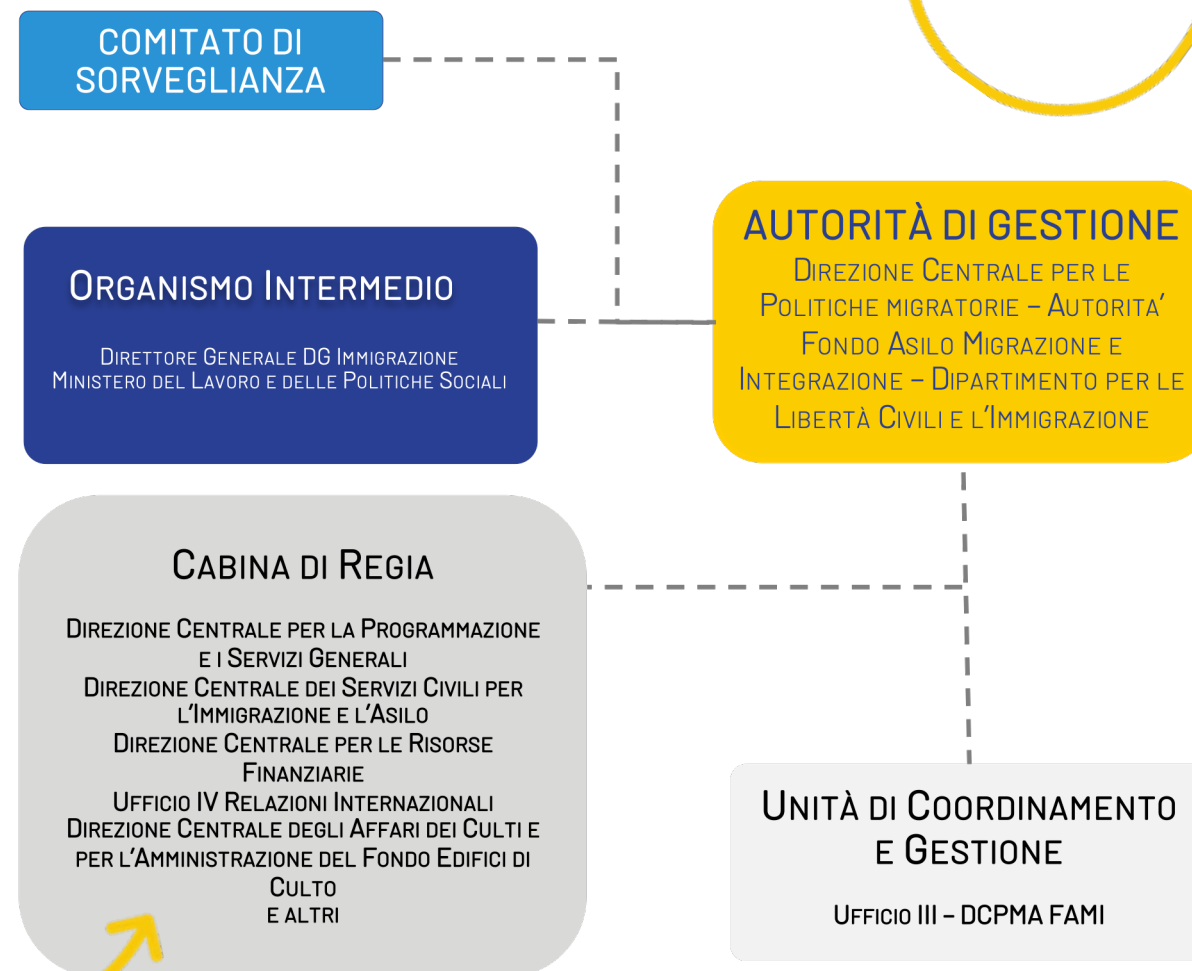 COMITATO DI
SORVEGLIANZA
ORGANISMO INTERMEDIO
DIRETTORE GENERALE DG IMMIGRAZIONE
MINISTERO DEL LAVORO E DELLE POLITICHE SOCIALI
AUTORITÀ DI GESTIONE
DIREZIONE CENTRALE PER LE
POLITICHE MIGRATORIE – AUTORITA'
FONDO ASILO MIGRAZIONE E
INTEGRAZIONE – DIPARTIMENTO PER LE
LIBERTÀ CIVILI E L'IMMIGRAZIONE
CABINA DI REGIA
DIREZIONE CENTRALE PER LA PROGRAMMAZIONE
E I SERVIZI GENERALI
DIREZIONE CENTRALE DEI SERVIZI CIVILI PER
L'IMMIGRAZIONE E L'ASILO
DIREZIONE CENTRALE PER LE RISORSE
FINANZIARIE
UFFICIO IV RELAZIONI INTERNAZIONALI
DIREZIONE CENTRALE DEGLI AFFARI DEI CULTI E
PER L'AMMINISTRAZIONE DEL FONDO EDIFICI DI
CULTO
E ALTRI
UNITÀ DI COORDINAMENTO
E GESTIONE
UFFICIO III – DCPMA FAMI